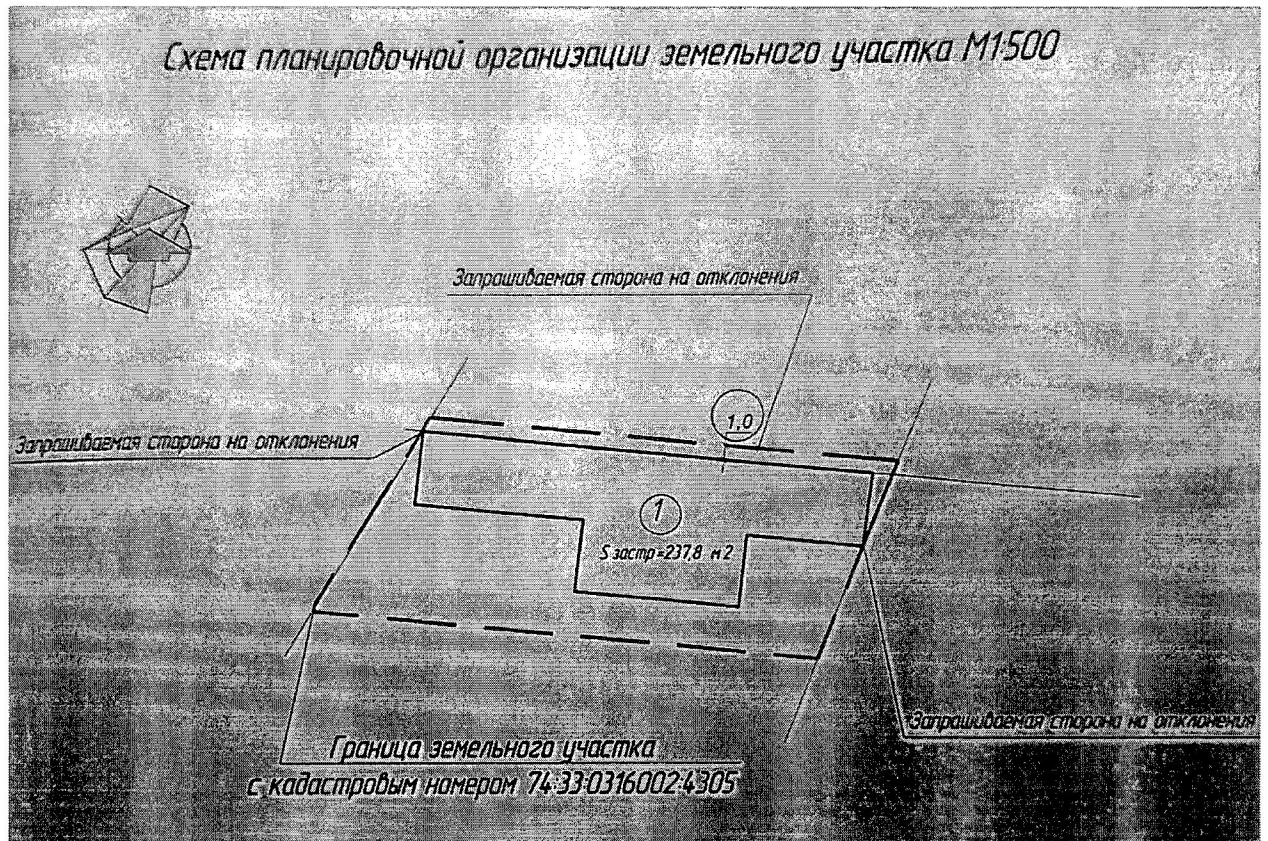 Схема планировочной организации земельного участка М1:500
Запрашиваемая сторона на отклонения
1,0
Запрашиваемая сторона на отклонения
1
S застр=237,8 м2
Запрашиваемая сторона на отклонения
Граница земельного участка
с кадастровым номером 74:33:0316002:4305